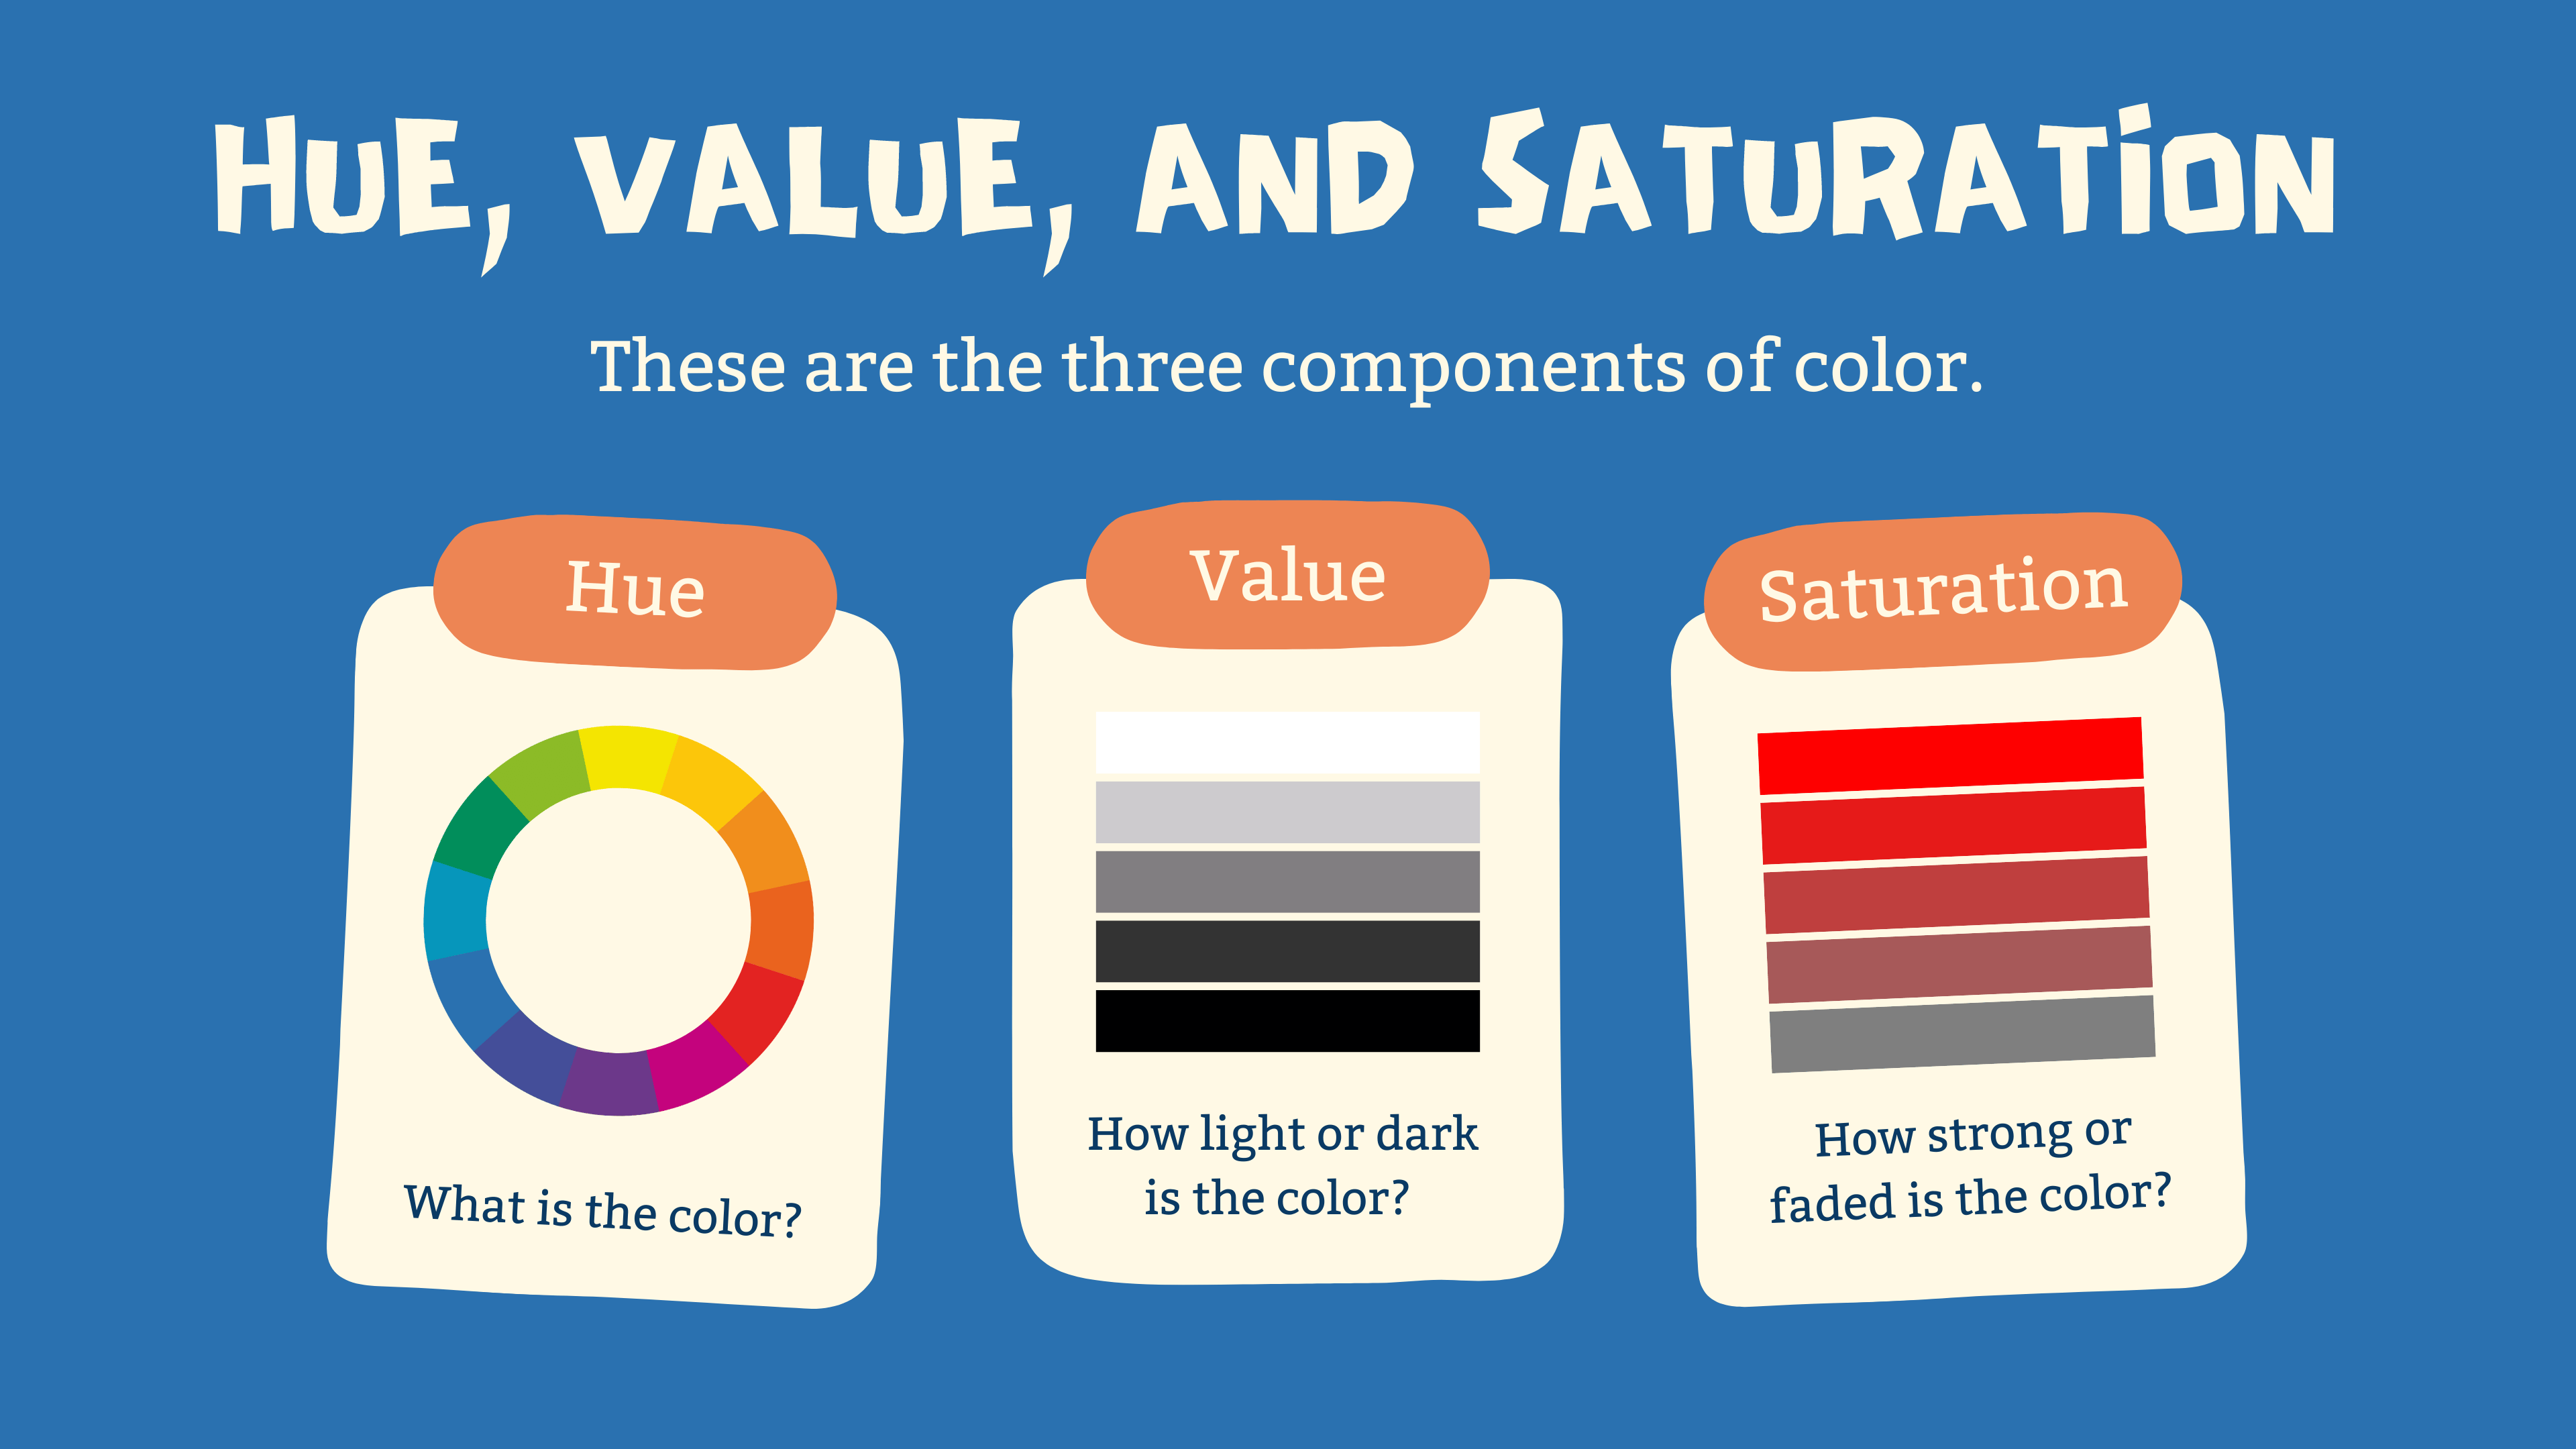 HUE, VALUE, AND SATURATION
These are the three components of color.
Hue
What is the color?
Value
How light or dark
is the color?
Saturation
How strong or
faded is the color?